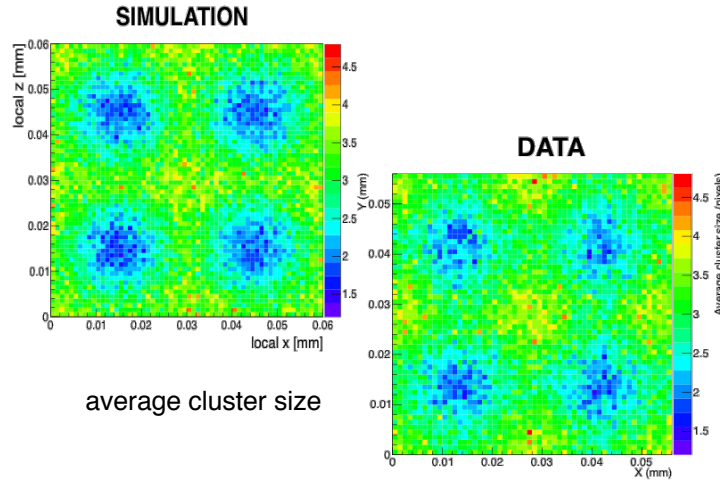 SIMULATION
local z [mm]
0.06
0.05
0.04
0.03
0.02
0.01
0
0 0.01 0.02 0.03 0.04 0.05 0.06
local x [mm]
4.5
4
3.5
3
2.5
2
1.5
DATA
Y (mm)
0.05
0.04
0.03
0.02
0.01
0
0 0.01 0.02 0.03 0.04 0.05
X (mm)
4.5
4
3.5
3
2.5
2
1.5
Average cluster size (pixels)
average cluster size